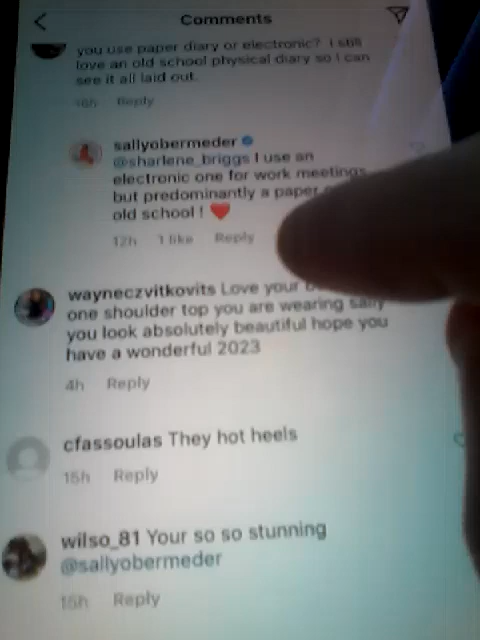 Comments
you use paper diary or electronic? I still
love an old school physical diary so I can
see it all laid out.
16h Reply
sallyobermeder
@sharlene_briggs I use an
electronic one for work meetings
but predominantly a paper
old school !
12h 1 like Reply
wayneczvitkovits Love your
one shoulder top you are wearing sally
you look absolutely beautiful hope you
have a wonderful 2023
4h Reply
cfassoulas They hot heels
15h Reply
wilso_81 Your so so stunning
@sallyobermeder
15h Reply